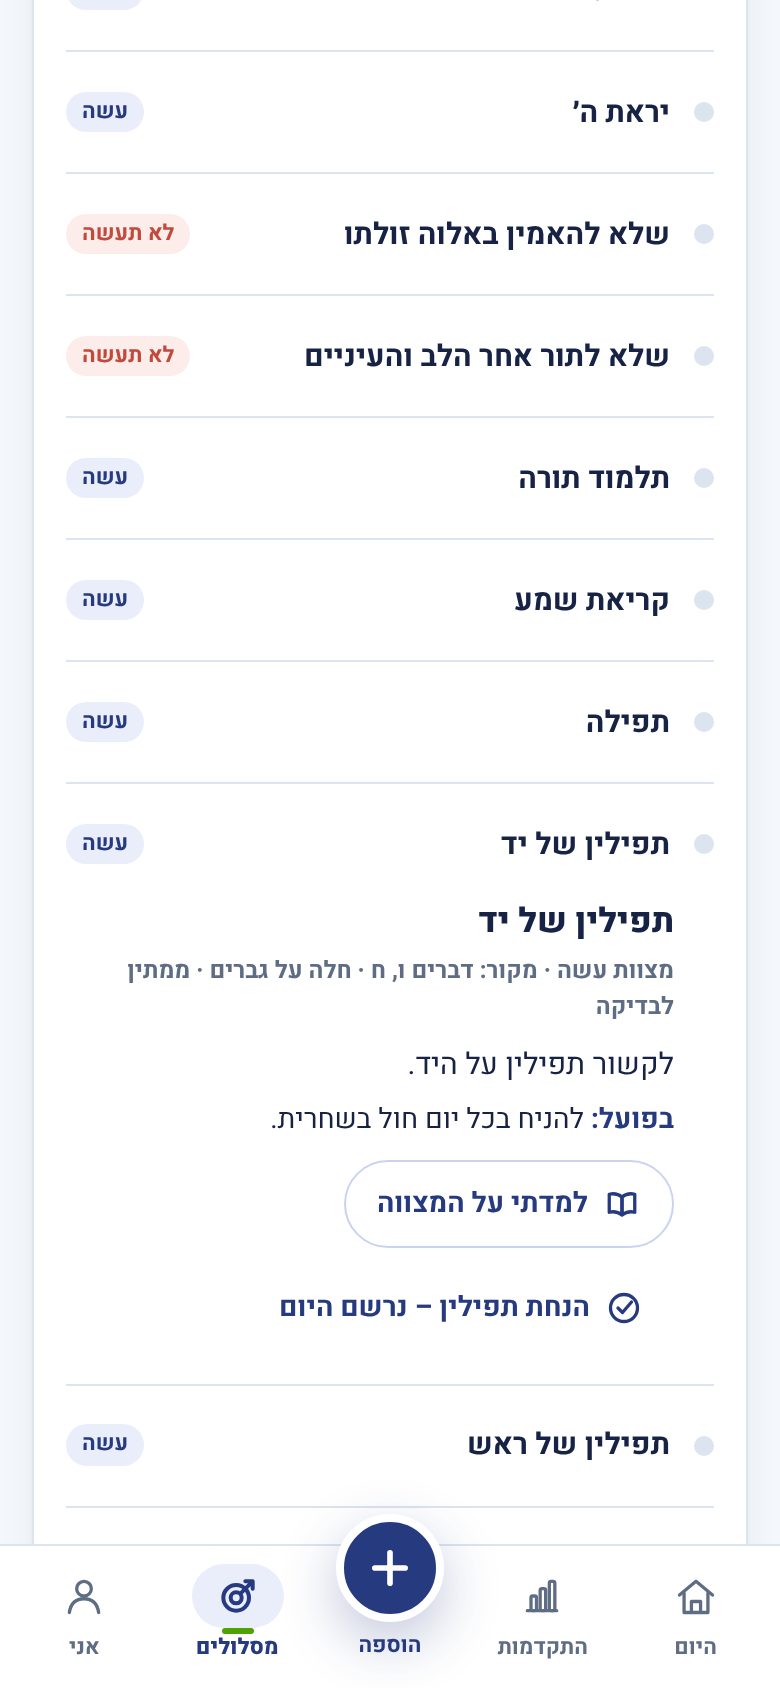 יראת ה׳ עשה
שלא להאמין באלוה זולתו לא תעשה
שלא לתור אחר הלב והעיניים לא תעשה
תלמוד תורה עשה
קריאת שמע עשה
תפילה עשה
תפילין של יד עשה
תפילין של יד
מצוות עשה · מקור: דברים ו, ח · חלה על גברים · ממתין
לבדיקה
לקשור תפילין על היד.
בפועל: להניח בכל יום חול בשחרית.
למדתי על המצווה
הנחת תפילין – נרשם היום
תפילין של ראש עשה
היום התקדמות הוספה מסלולים אני